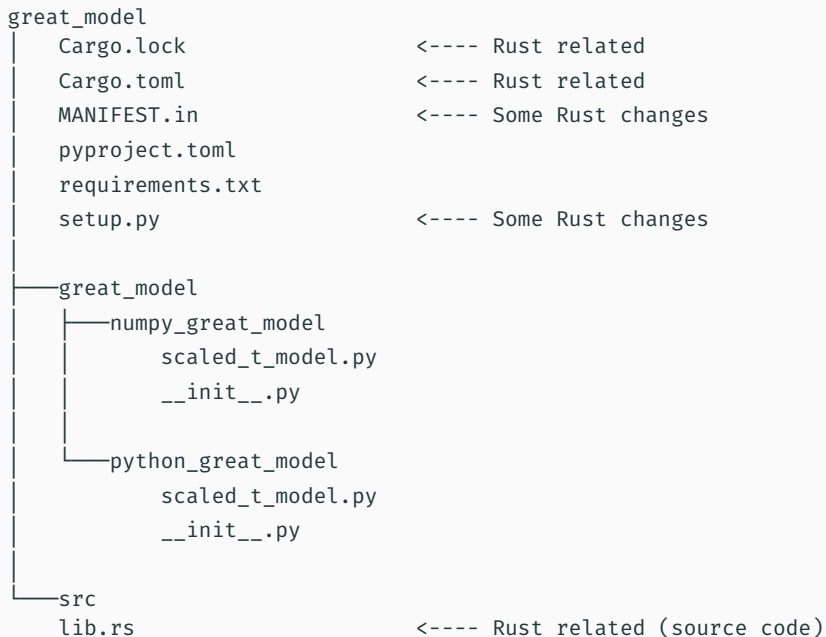 great_model
│   Cargo.lock                  <---- Rust related
│   Cargo.toml                  <---- Rust related
│   MANIFEST.in                 <---- Some Rust changes
│   pyproject.toml
│   requirements.txt
│   setup.py                    <---- Some Rust changes
│
├───great_model
│   ├───numpy_great_model
│   │       scaled_t_model.py
│   │       __init__.py
│   │
│   └───python_great_model
│           scaled_t_model.py
│           __init__.py
│
└───src
    lib.rs                      <---- Rust related (source code)